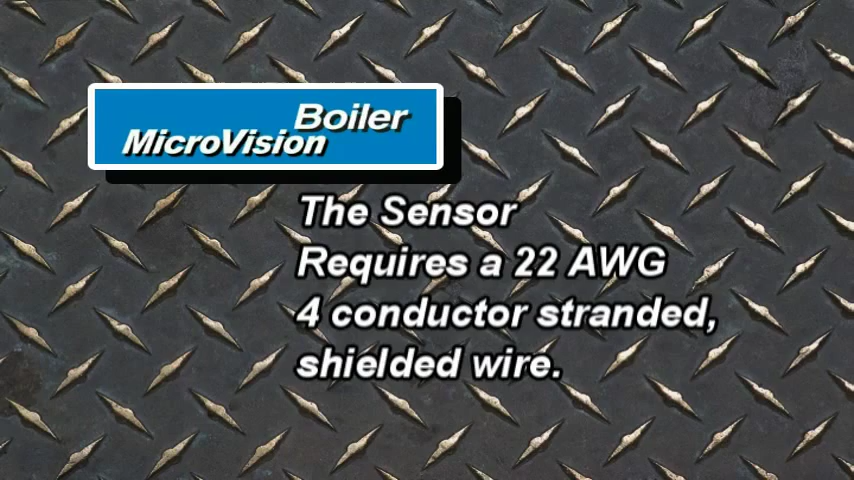 Boiler
MicroVision
The Sensor
Requires a 22 AWG
4 conductor stranded,
shielded wire.